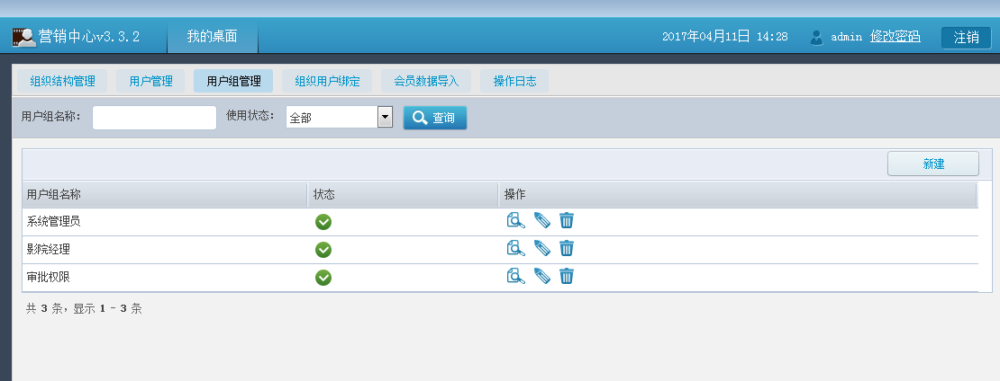 营销中心v3.3.2 我的桌面 2017年04月11日 14:28 admin 修改密码 注销
组织结构管理 用户管理 用户组管理 组织用户绑定 会员数据导入 操作日志
用户组名称: 使用状态: 全部 查询
新建
用户组名称 状态 操作
系统管理员
影院经理
审批权限
共 3 条, 显示 1 - 3 条